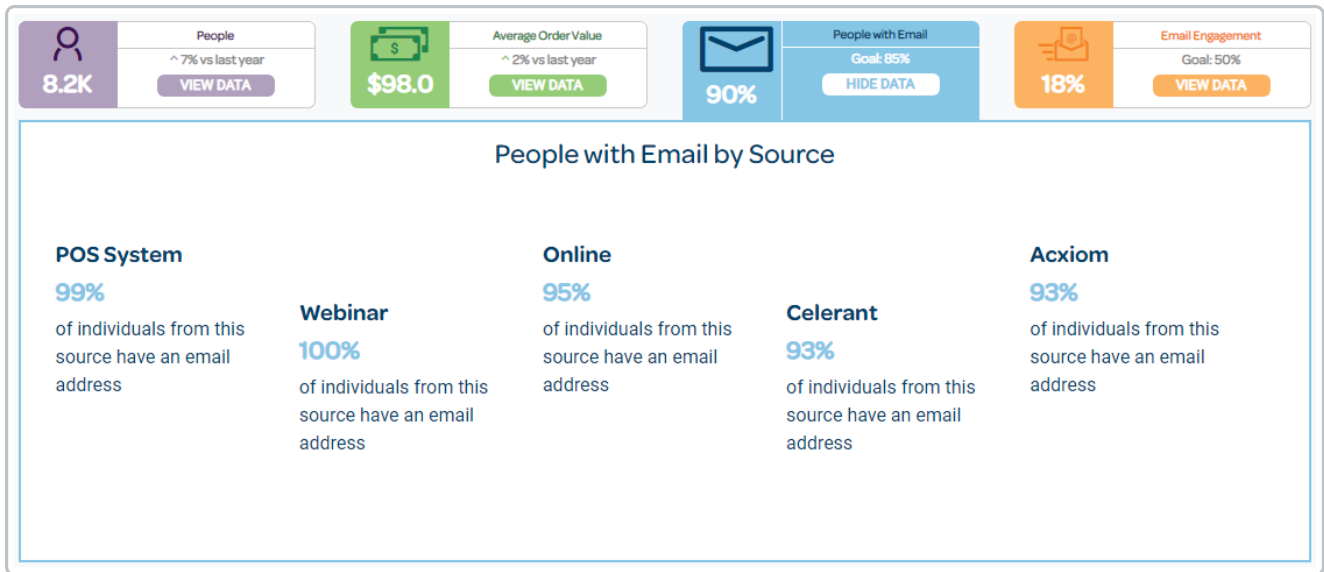 People
^ 7% vs last year
8.2K
VIEW DATA
Average Order Value
^ 2% vs last year
$
$98.0
VIEW DATA
People with Email
Goal: 85%
90%
HIDE DATA
Email Engagement
@
Goal: 50%
18%
VIEW DATA
People with Email by Source
POS System
99%
of individuals from this
source have an email
address
Webinar
100%
of individuals from this
source have an email
address
Online
95%
of individuals from this
source have an email
address
Celerant
93%
of individuals from this
source have an email
address
Acxiom
93%
of individuals from this
source have an email
address